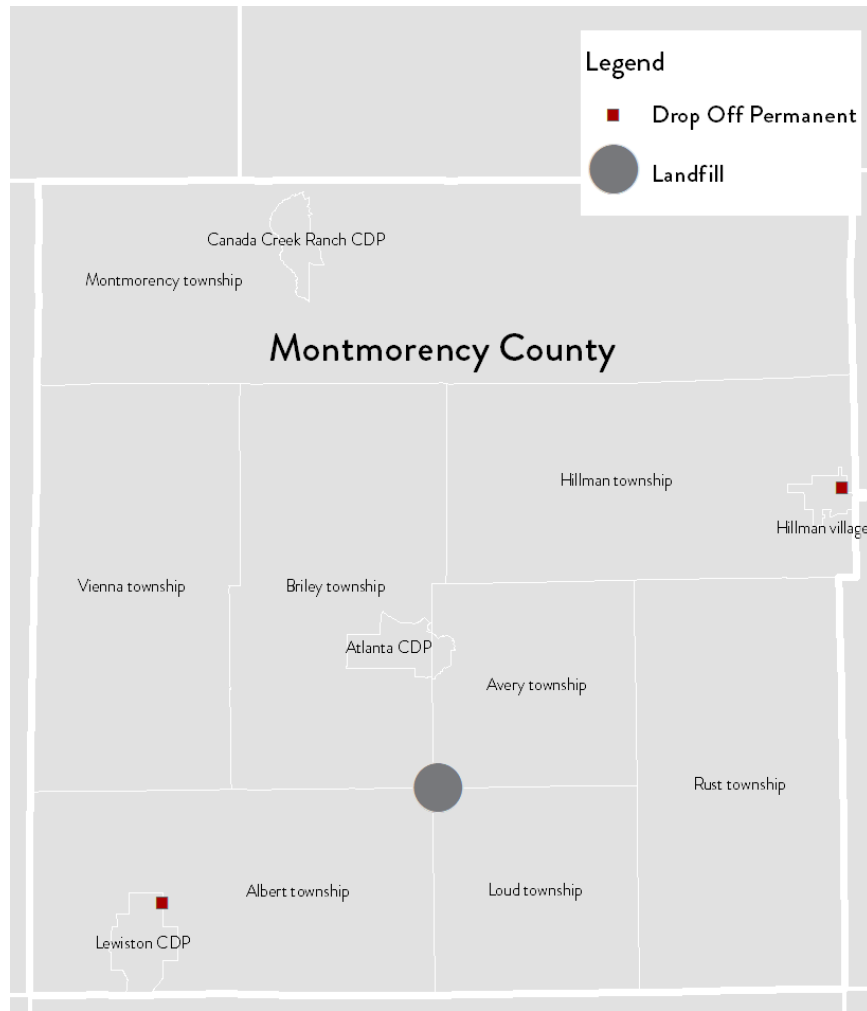 Legend
Drop Off Permanent
Landfill
Canada Creek Ranch CDP
Montmorency township
Montmorency County
Hillman township
Hillman village
Vienna township
Briley township
Atlanta CDP
Avery township
Rust township
Albert township
Loud township
Lewiston CDP